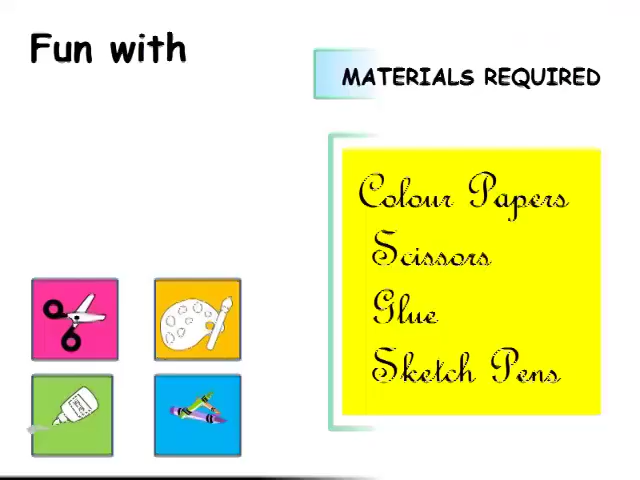 Fun with
MATERIALS REQUIRED
Colour Papers
Scissors
Glue
Sketch Pens